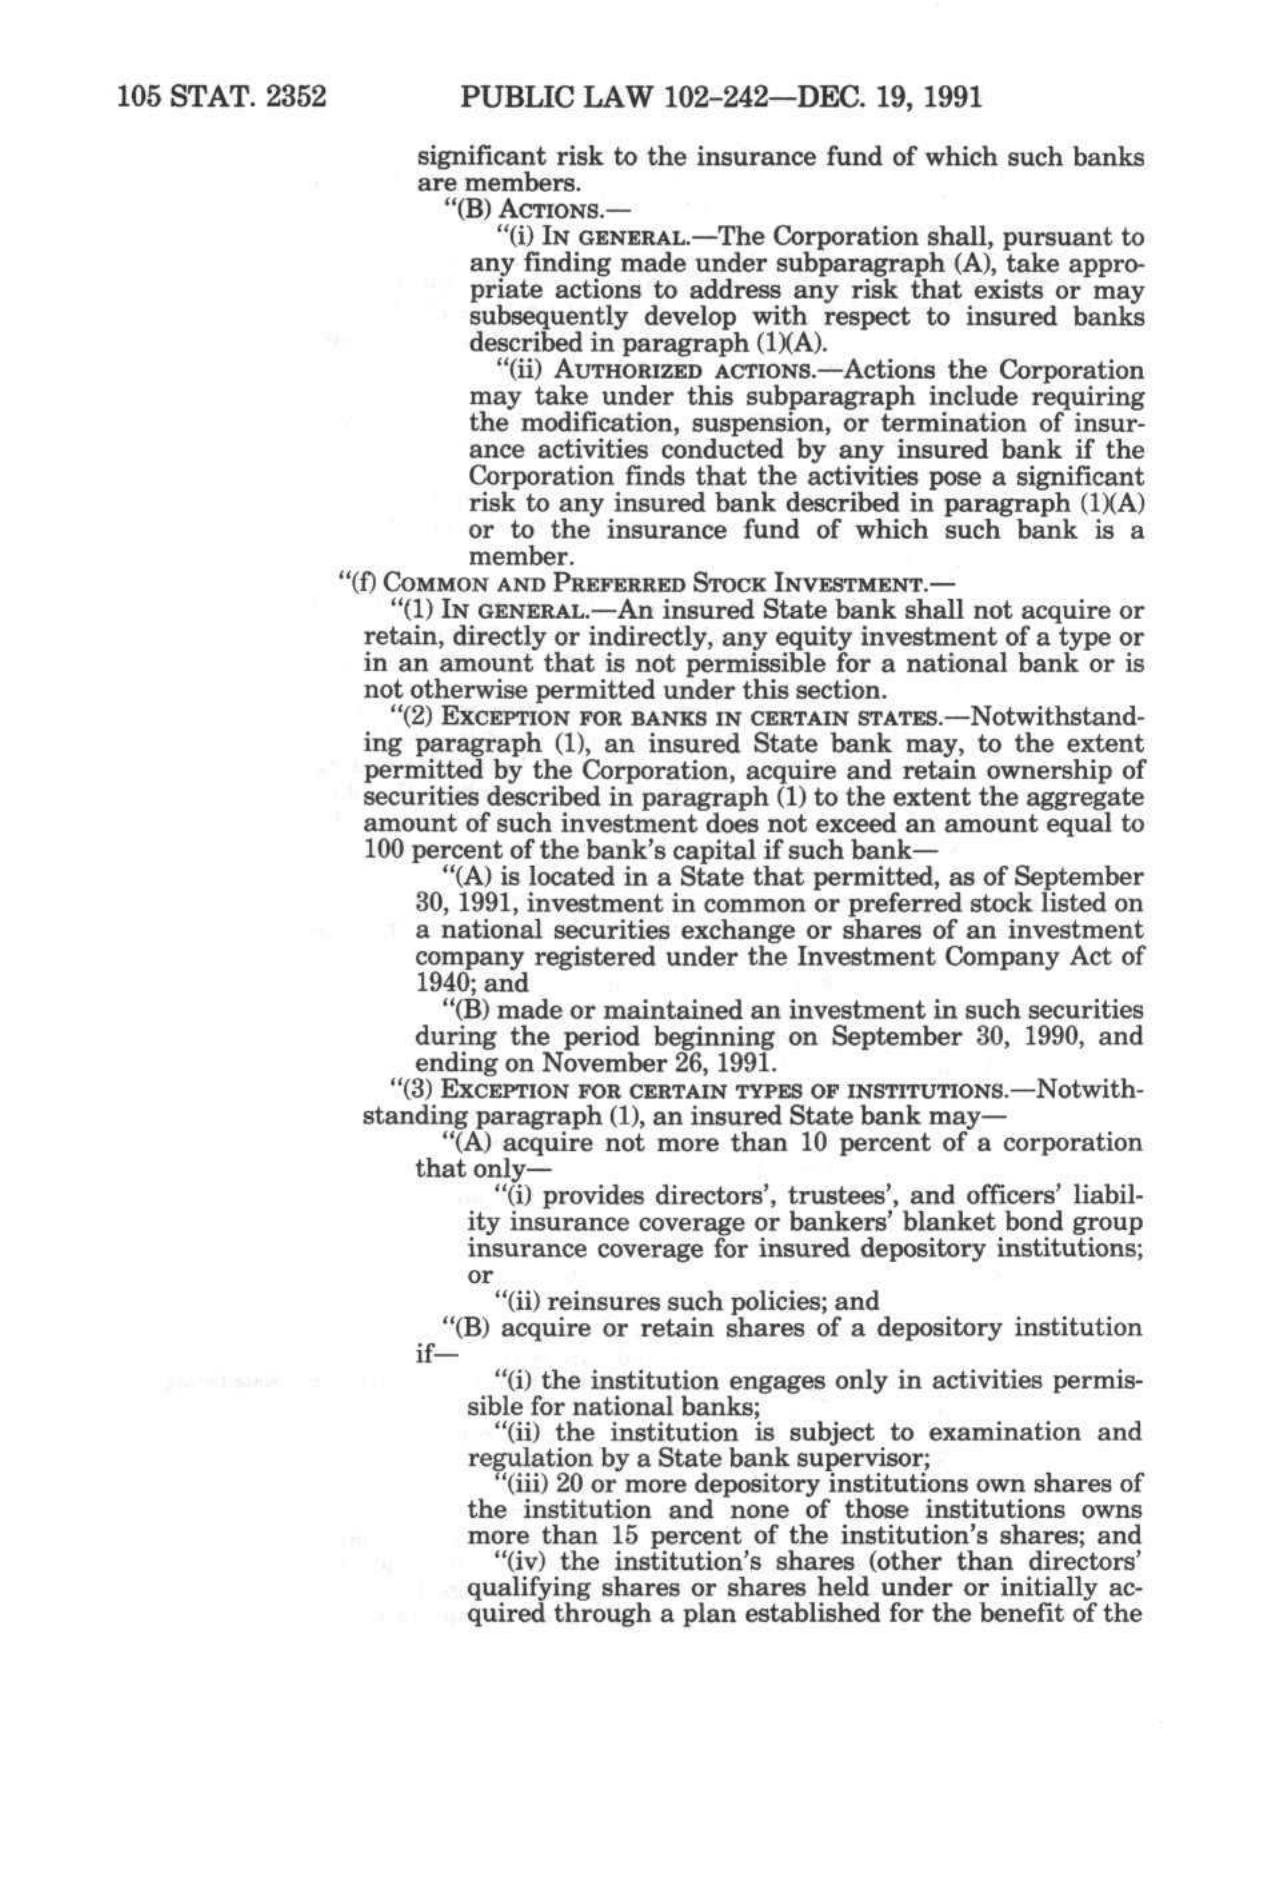 105 STAT. 2352 PUBLIC LAW 102-242—DEC. 19, 1991
significant risk to the insurance fund of which such banks
are members.
"(B) ACTIONS.—
"(i) IN GENERAL.—The Corporation shall, pursuant to
any finding made under subparagraph (A), take appro-
priate actions to address any risk that exists or may
subsequently develop with respect to insured banks
described in paragraph (1)(A).
"(ii) AUTHORIZED ACTIONS.—Actions the Corporation
may take under this subparagraph include requiring
the modification, suspension, or termination of insur-
ance activities conducted by any insured bank if the
Corporation finds that the activities pose a significant
risk to any insured bank described in paragraph (1)(A)
or to the insurance fund of which such bank is a
member.
"(f) COMMON AND PREFERRED STOCK INVESTMENT.—
"(1) IN GENERAL.—An insured State bank shall not acquire or
retain, directly or indirectly, any equity investment of a type or
in an amount that is not permissible for a national bank or is
not otherwise permitted under this section.
"(2) EXCEPTION FOR BANKS IN CERTAIN STATES.—Notwithstand-
ing paragraph (1), an insured State bank may, to the extent
permitted by the Corporation, acquire and retain ownership of
securities described in paragraph (1) to the extent the aggregate
amount of such investment does not exceed an amount equal to
100 percent of the bank's capital if such bank—
"(A) is located in a State that permitted, as of September
30, 1991, investment in common or preferred stock listed on
a national securities exchange or shares of an investment
company registered under the Investment Company Act of
1940; and
"(B) made or maintained an investment in such securities
during the period beginning on September 30, 1990, and
ending on November 26, 1991.
"(3) EXCEPTION FOR CERTAIN TYPES OF INSTITUTIONS.—Notwith-
standing paragraph (1), an insured State bank may—
"(A) acquire not more than 10 percent of a corporation
that only—
"(i) provides directors', trustees', and officers' liabil-
ity insurance coverage or bankers' blanket bond group
insurance coverage for insured depository institutions;
or
"(ii) reinsures such policies; and
"(B) acquire or retain shares of a depository institution
if—
"(i) the institution engages only in activities permis-
sible for national banks;
"(ii) the institution is subject to examination and
regulation by a State bank supervisor;
"(iii) 20 or more depository institutions own shares of
the institution and none of those institutions owns
more than 15 percent of the institution's shares; and
"(iv) the institution's shares (other than directors'
qualifying shares or shares held under or initially ac-
quired through a plan established for the benefit of the